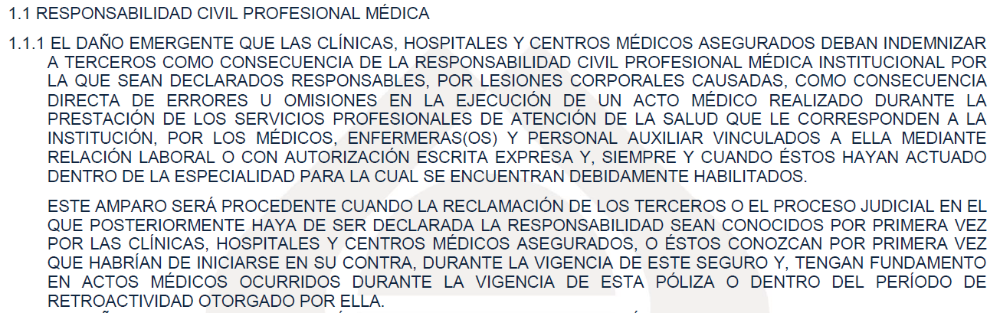 1.1 RESPONSABILIDAD CIVIL PROFESIONAL MÉDICA
1.1.1 EL DAÑO EMERGENTE QUE LAS CLÍNICAS, HOSPITALES Y CENTROS MÉDICOS ASEGURADOS DEBAN INDEMNIZAR
A TERCEROS COMO CONSECUENCIA DE LA RESPONSABILIDAD CIVIL PROFESIONAL MÉDICA INSTITUCIONAL POR
LA QUE SEAN DECLARADOS RESPONSABLES, POR LESIONES CORPORALES CAUSADAS, COMO CONSECUENCIA
DIRECTA DE ERRORES U OMISIONES EN LA EJECUCIÓN DE UN ACTO MÉDICO REALIZADO DURANTE LA
PRESTACIÓN DE LOS SERVICIOS PROFESIONALES DE ATENCIÓN DE LA SALUD QUE LE CORRESPONDEN A LA
INSTITUCIÓN, POR LOS MÉDICOS, ENFERMERAS(OS) Y PERSONAL AUXILIAR VINCULADOS A ELLA MEDIANTE
RELACIÓN LABORAL O CON AUTORIZACIÓN ESCRITA EXPRESA Y, SIEMPRE Y CUANDO ÉSTOS HAYAN ACTUADO
DENTRO DE LA ESPECIALIDAD PARA LA CUAL SE ENCUENTRAN DEBIDAMENTE HABILITADOS.
ESTE AMPARO SERÁ PROCEDENTE CUANDO LA RECLAMACIÓN DE LOS TERCEROS O EL PROCESO JUDICIAL EN EL
QUE POSTERIORMENTE HAYA DE SER DECLARADA LA RESPONSABILIDAD SEAN CONOCIDOS POR PRIMERA VEZ
POR LAS CLÍNICAS, HOSPITALES Y CENTROS MÉDICOS ASEGURADOS, O ÉSTOS CONOZCAN POR PRIMERA VEZ
QUE HABRÍAN DE INICIARSE EN SU CONTRA, DURANTE LA VIGENCIA DE ESTE SEGURO Y, TENGAN FUNDAMENTO
EN ACTOS MÉDICOS OCURRIDOS DURANTE LA VIGENCIA DE ESTA PÓLIZA O DENTRO DEL PERÍODO DE
RETROACTIVIDAD OTORGADO POR ELLA.